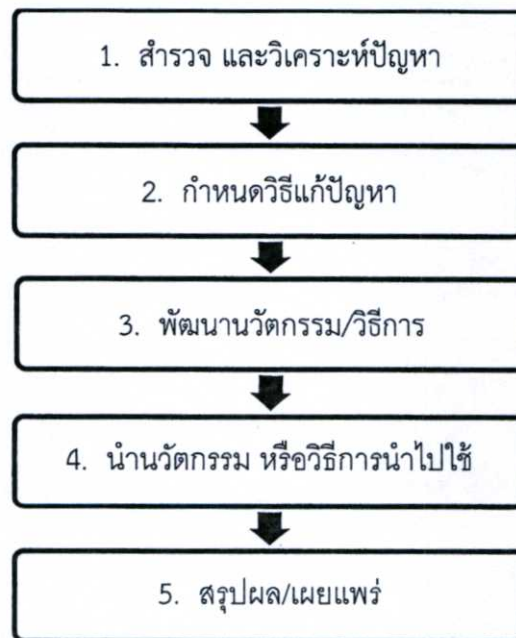 1. สำรวจ และวิเคราะห์ปัญหา
2. กำหนดวิธีแก้ปัญหา
3. พัฒนานวัตกรรม/วิธีการ
4. นำนวัตกรรม หรือวิธีการนำไปใช้
5. สรุปผล/เผยแพร่